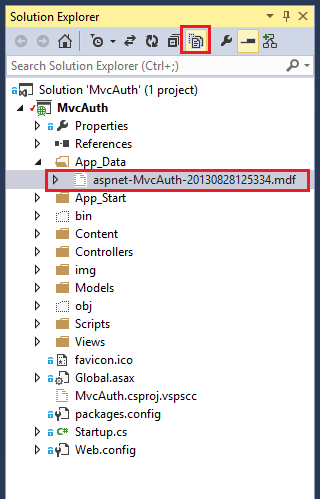 Solution Explorer
Search Solution Explorer (Ctrl+;)
Solution 'MvcAuth' (1 project)
MvcAuth
Properties
References
App_Data
aspnet-MvcAuth-20130828125334.mdf
App_Start
bin
Content
Controllers
img
Models
obj
Scripts
Views
favicon.ico
Global.asax
MvcAuth.csproj.vspscc
packages.config
C# Startup.cs
Web.config